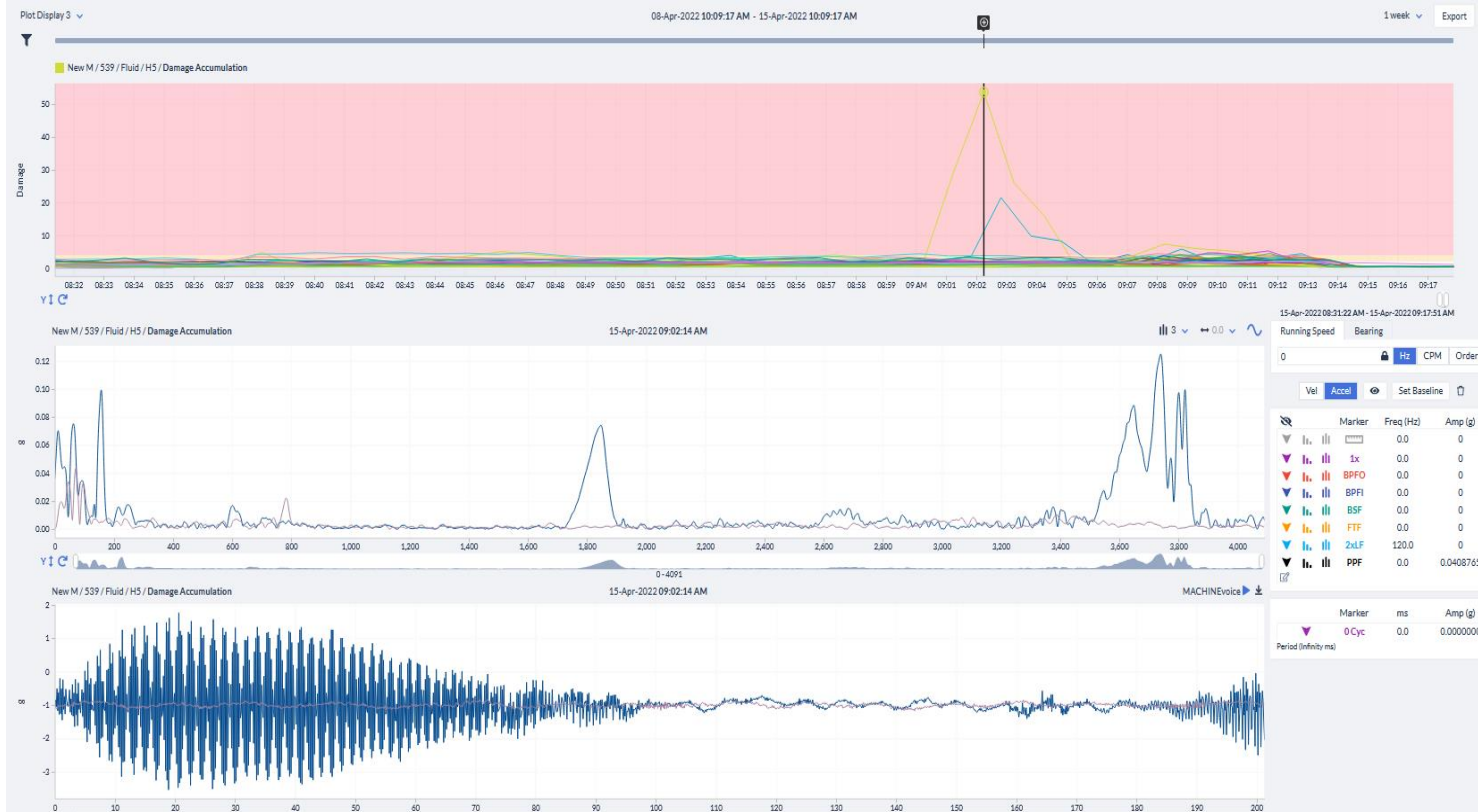 Plot Display 3
08-Apr-2022 10:09:17 AM - 15-Apr-2022 10:09:17 AM
1 week
Export
New M / 539 / Fluid / H5 / Damage Accumulation
Damage
50
40
30
20
10
0
08:32 08:33 08:34 08:35 08:36 08:37 08:38 08:39 08:40 08:41 08:42 08:43 08:44 08:45 08:46 08:47 08:48 08:49 08:50 08:51 08:52 08:53 08:54 08:55 08:56 08:57 08:58 08:59 09 AM 09:01 09:02 09:03 09:04 09:05 09:06 09:07 09:08 09:09 09:10 09:11 09:12 09:13 09:14 09:15 09:16 09:17
Y
15-Apr-2022 08:31:22 AM - 15-Apr-2022 09:17:51 AM
New M / 539 / Fluid / H5 / Damage Accumulation
15-Apr-2022 09:02:14 AM
3
0.0
g
0.12
0.10
0.08
0.06
0.04
0.02
0.00
0 200 400 600 800 1,000 1,200 1,400 1,600 1,800 2,000 2,200 2,400 2,600 2,800 3,000 3,200 3,400 3,600 3,800 4,000
Y
0 - 4091
Running Speed Bearing
0 Hz CPM Order
Vel Accel Set Baseline
Marker Freq (Hz) Amp (g)
0.0 0
1x 0.0 0
BPFO 0.0 0
BPFI 0.0 0
BSF 0.0 0
FTF 0.0 0
2xLF 120.0 0
PPF 0.0 0.0408765
Marker ms Amp (g)
0 Cyc 0.0 0.0000000
Period (Infinity ms)
New M / 539 / Fluid / H5 / Damage Accumulation
15-Apr-2022 09:02:14 AM
MACHINEvoice
g
2
1
0
-1
-2
-3
0 10 20 30 40 50 60 70 80 90 100 110 120 130 140 150 160 170 180 190 200